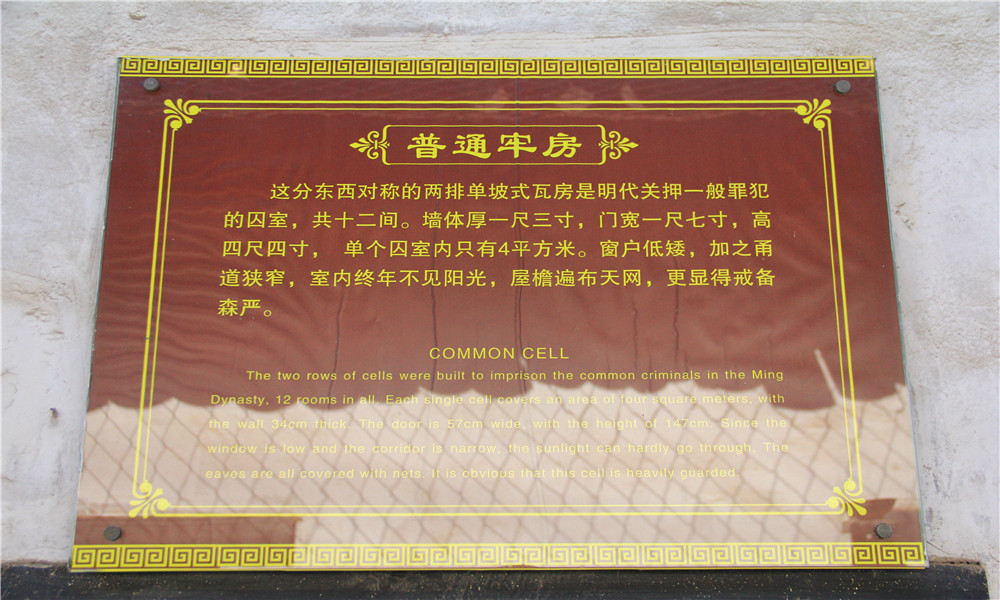 普通牢房
这分东西对称的两排单坡式瓦房是明代关押一般罪犯
的囚室，共十二间。墙体厚一尺三寸，门宽一尺七寸，高
四尺四寸， 单个囚室内只有4平方米。窗户低矮，加之甬
道狭窄，室内终年不见阳光，屋檐遍布天网，更显得戒备
森严。
COMMON CELL
The two rows of cells were built to imprison the common criminals in the Ming
Dynasty, 12 rooms in all. Each single cell covers an area of four square meters, with
the wall 34cm thick. The door is 57cm wide, with the height of 147cm. Since the
window is low and the corridor is narrow, the sunlight can hardly go through. The
eaves are all covered with nets. It is obvious that this cell is heavily guarded.